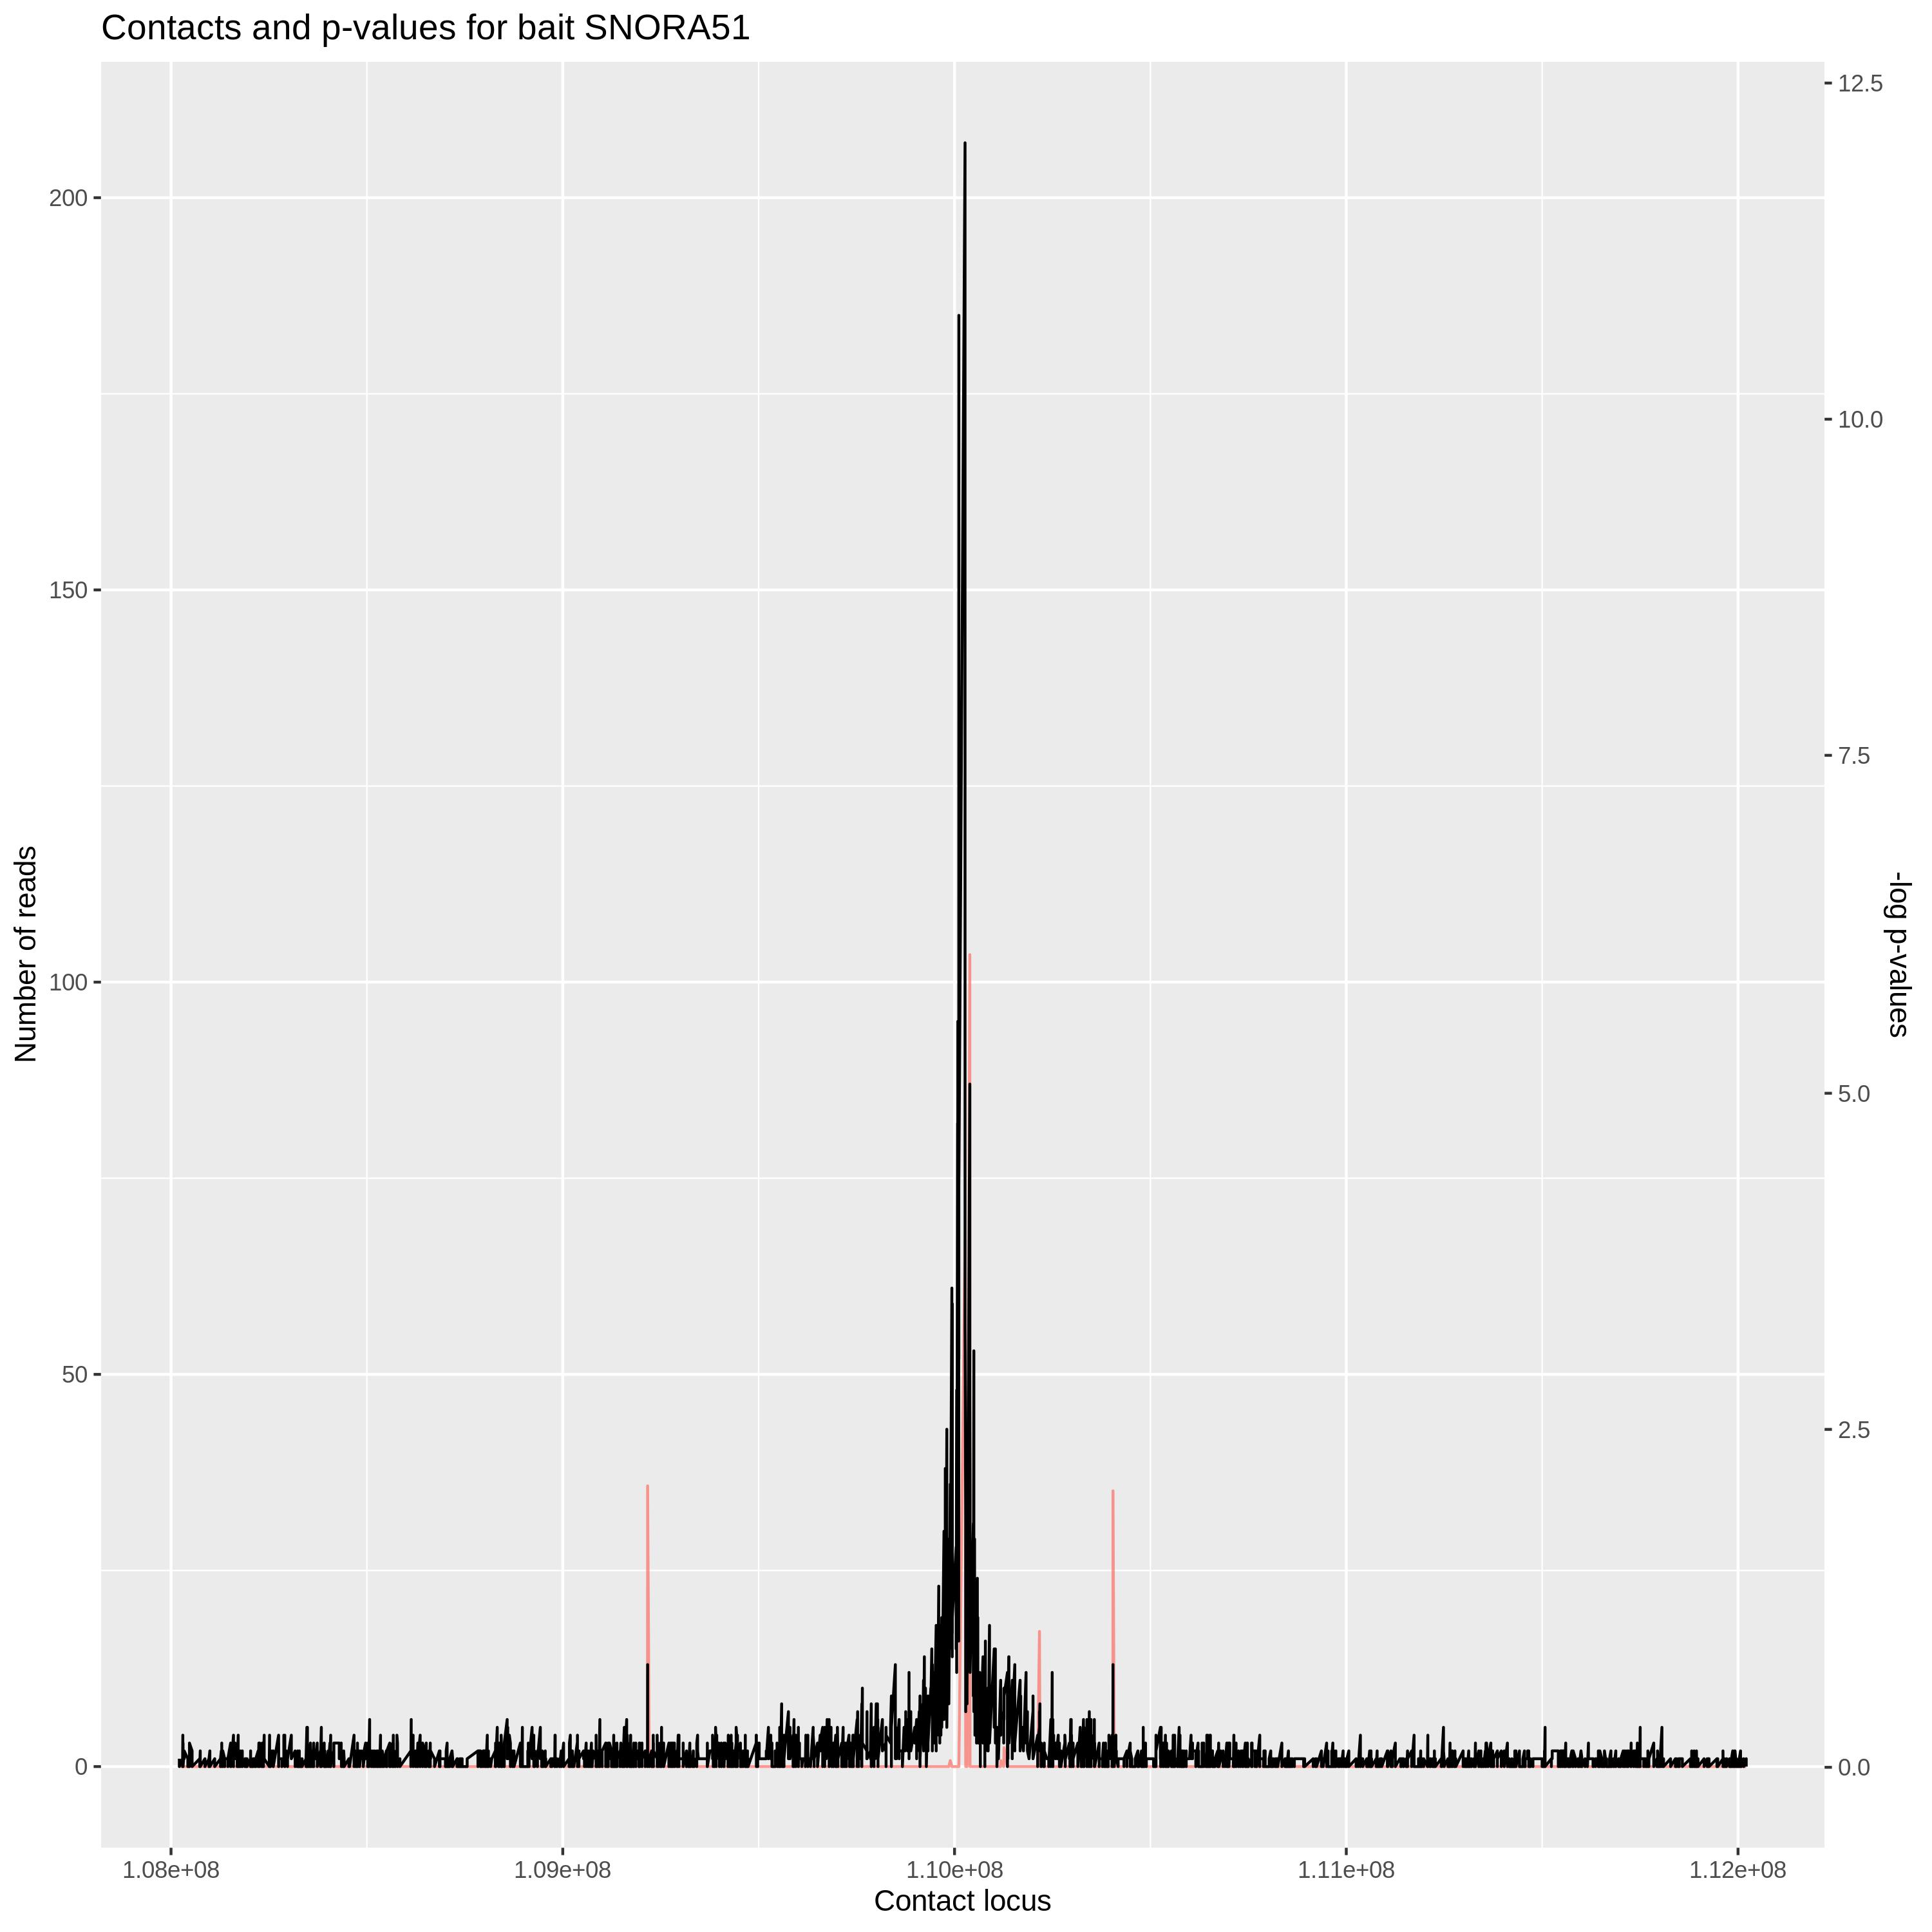 Contacts and p-values for bait SNORA51
Number of reads
200
150
100
50
0
12.5
10.0
7.5
5.0
2.5
0.0
-log p-values
1.08e+08
1.09e+08
1.10e+08
1.11e+08
1.12e+08
Contact locus